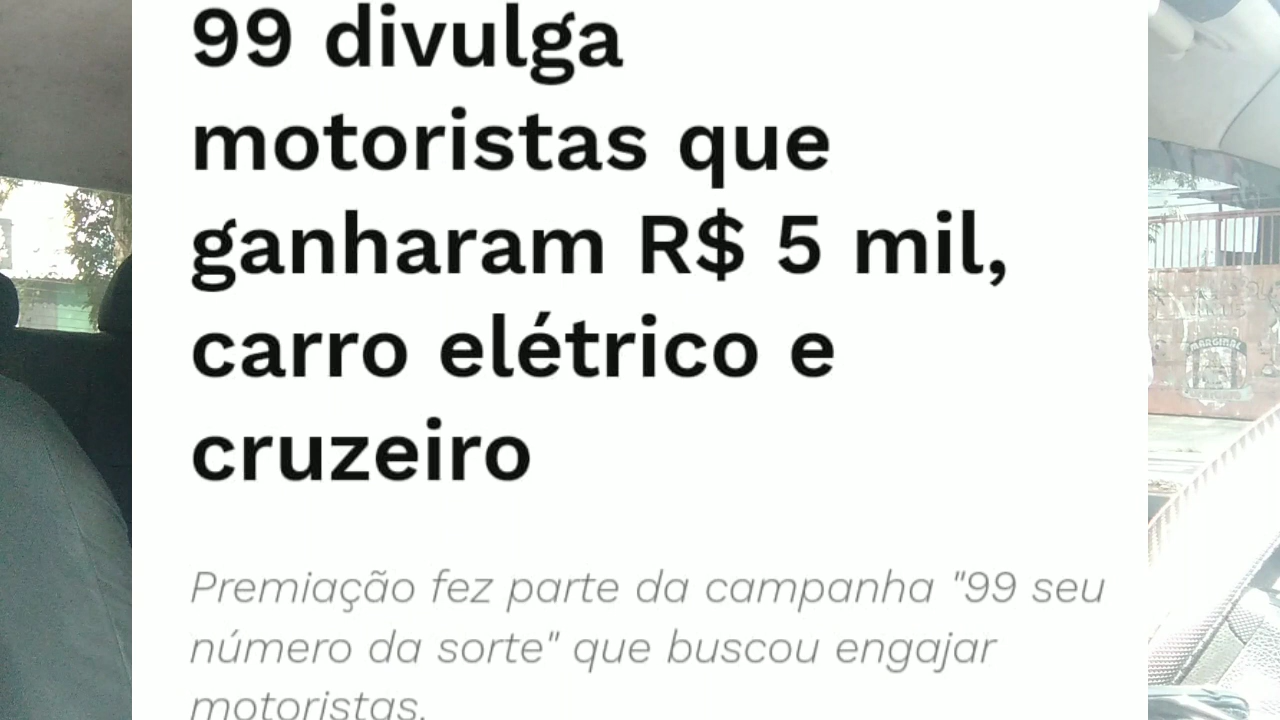 99 divulga
motoristas que
ganharam R$ 5 mil,
carro elétrico e
cruzeiro
Premiação fez parte da campanha "99 seu
número da sorte" que buscou engajar
motoristas.
MARGINAL